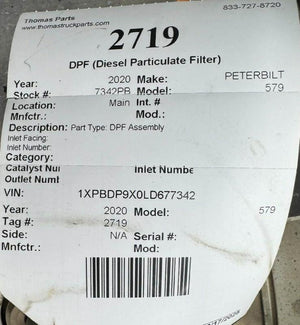 Thomas Parts
www.thomastruckparts.com
833-727-8720
2719
DPF (Diesel Particulate Filter)
Year: 2020 Make: PETERBILT
Stock #: 7342PB Model: 579
Location: Main Int. #
Mnfctr.: Mod.:
Description: Part Type: DPF Assembly
Inlet Facing:
Inlet Number:
Category:
Catalyst Nur Inlet Numbe
Outlet Numb
VIN: 1XPBDP9X0LD677342
Year: 2020 Model: 579
Tag #: 2719
Side: N/A Serial #:
Mnfctr.: Mod: